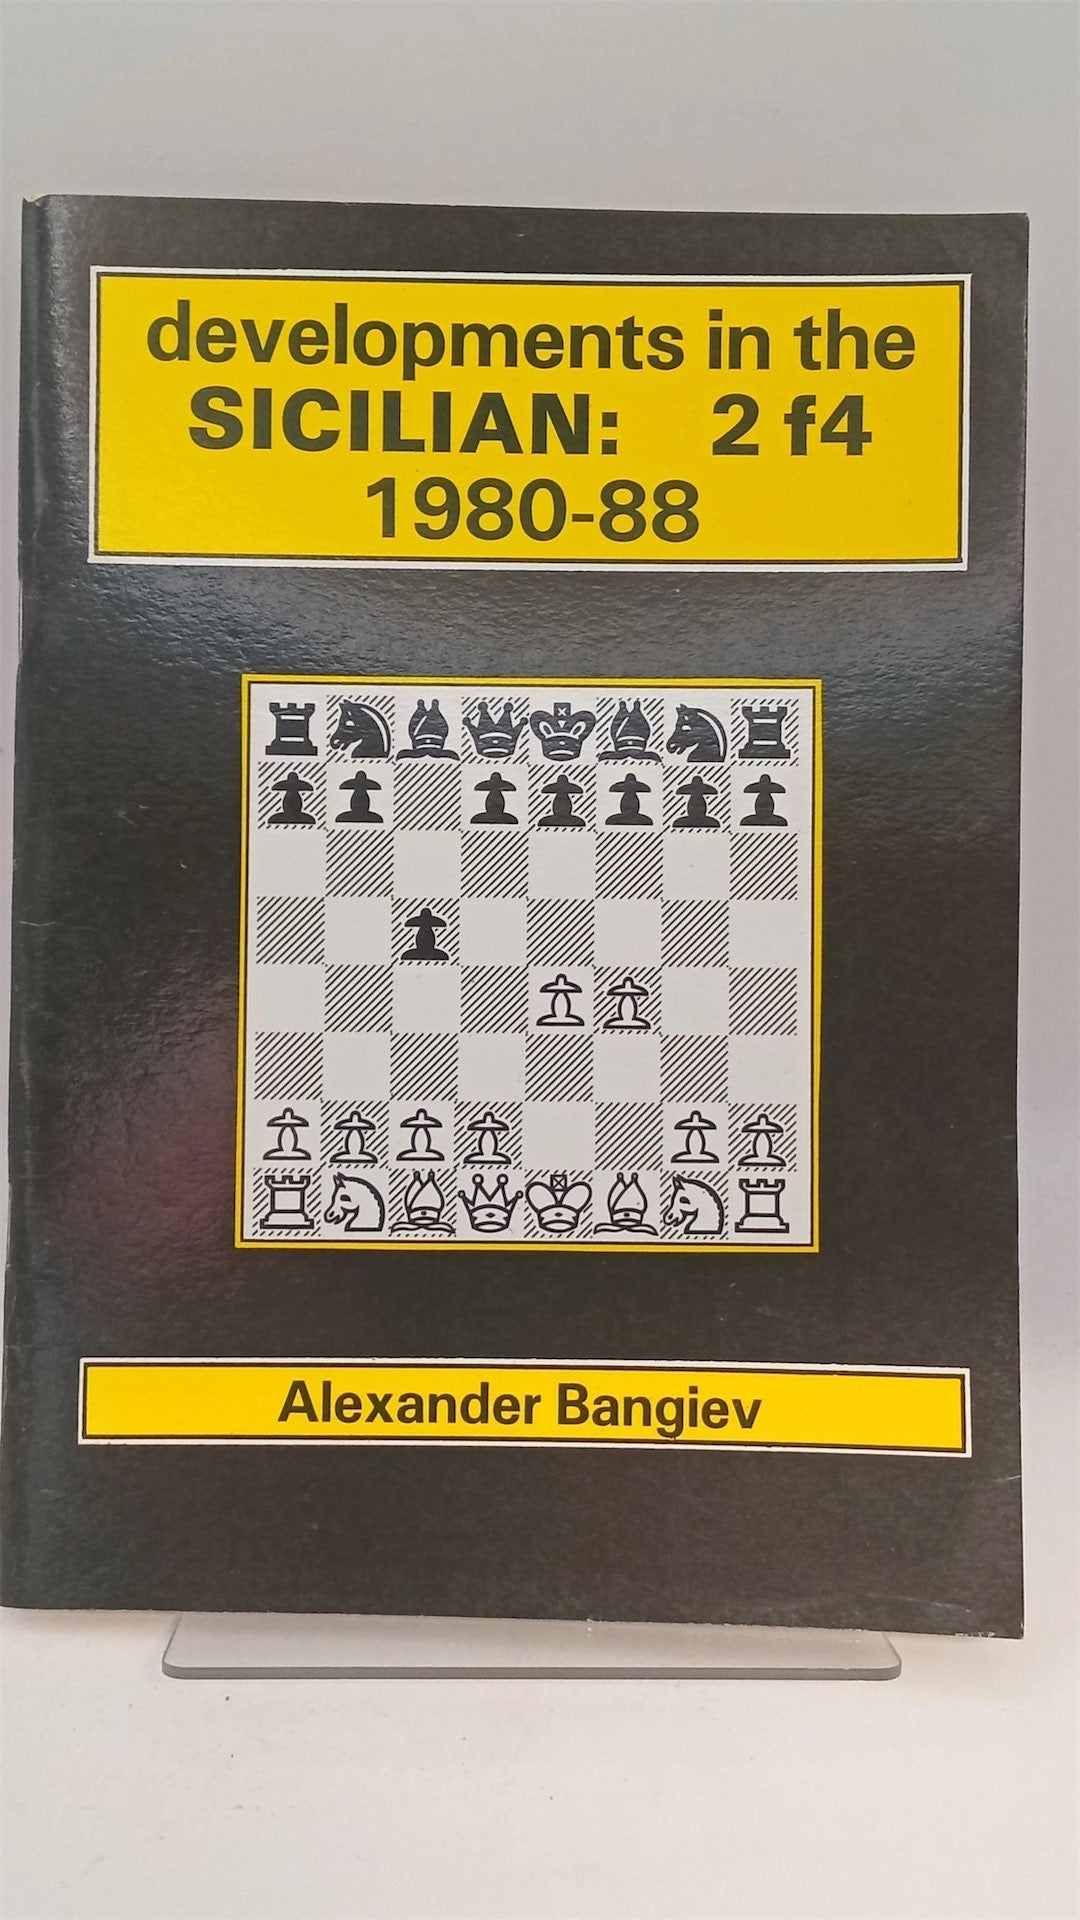 developments in the
SICILIAN: 2 f4
1980-88
Alexander Bangiev